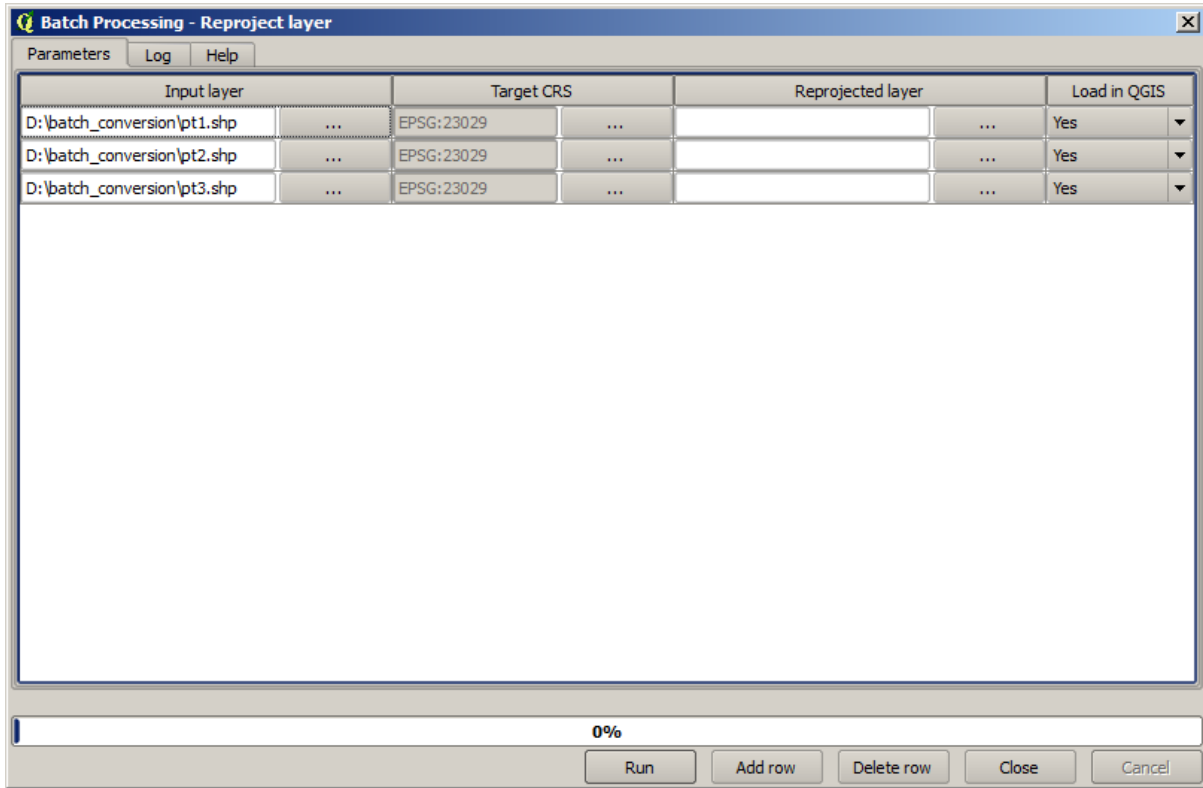 Batch Processing - Reproject layer
Parameters Log Help
Input layer Target CRS Reprojected layer Load in QGIS
D:\batch_conversion\pt1.shp ... EPSG:23029 ... ... Yes
D:\batch_conversion\pt2.shp ... EPSG:23029 ... ... Yes
D:\batch_conversion\pt3.shp ... EPSG:23029 ... ... Yes
0%
Run Add row Delete row Close Cancel